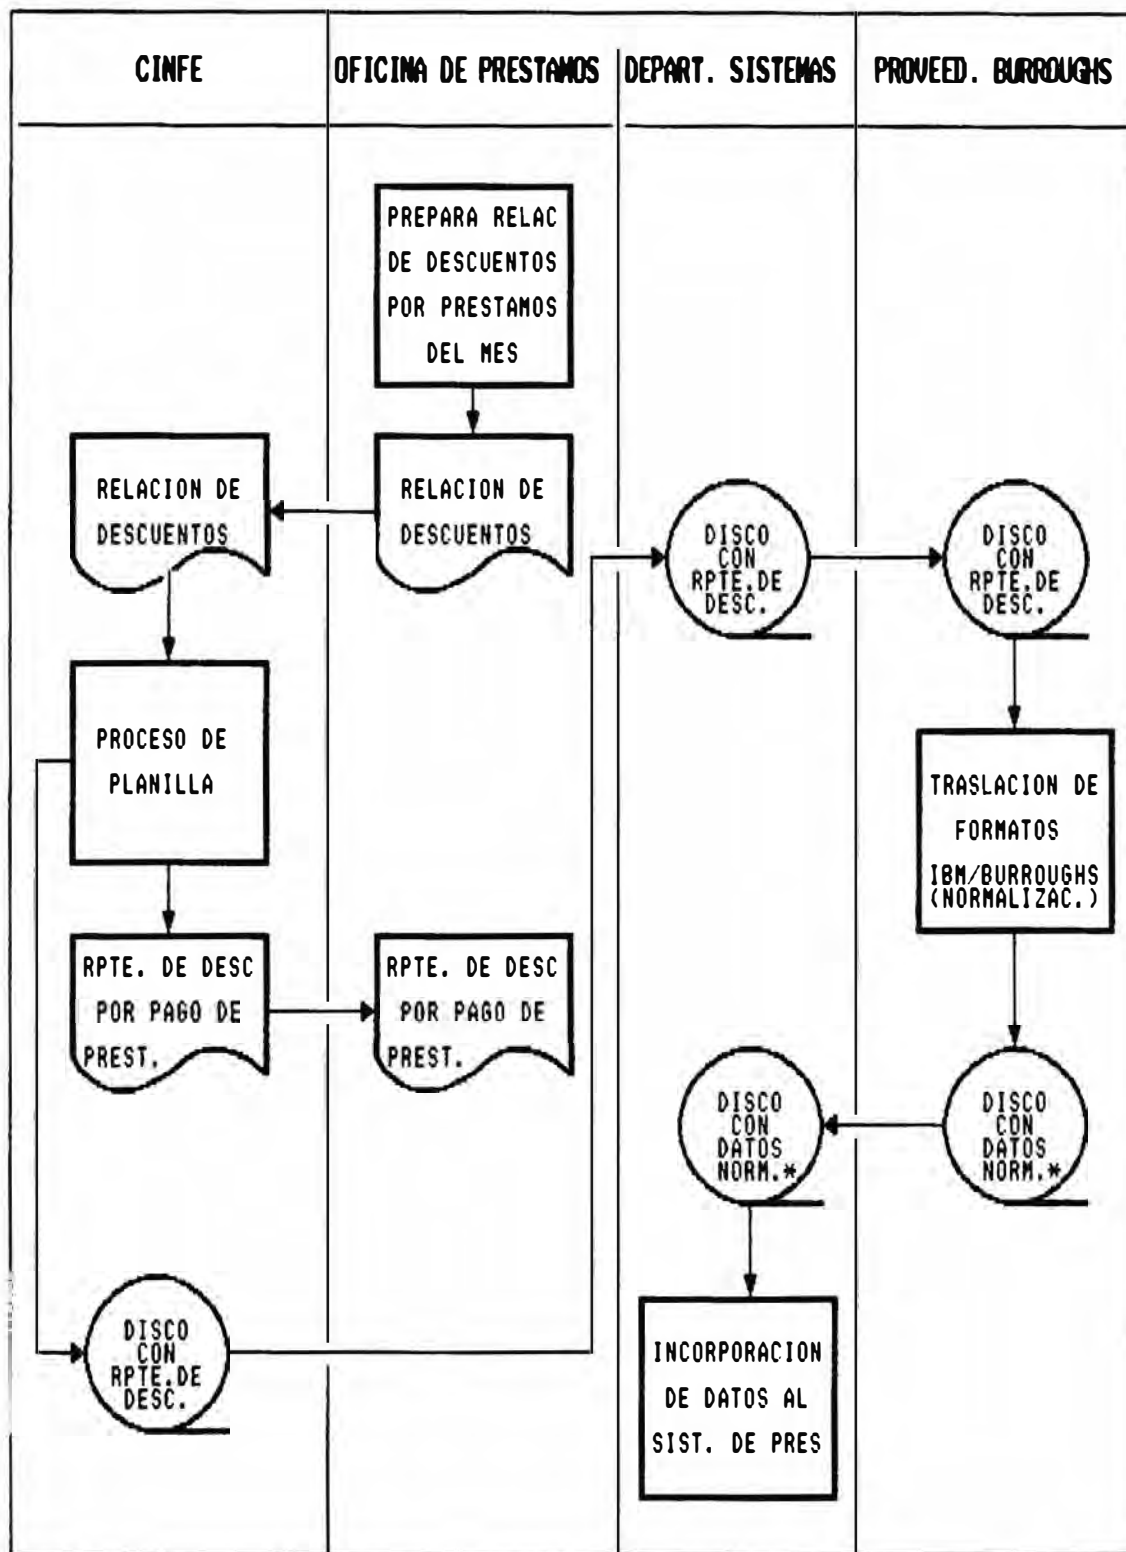 CINFE
OFICINA DE PRESTAMOS
DEPART. SISTEMAS
PROVEED. BURROUGHS
PREPARA RELAC
DE DESCUENTOS
POR PRESTAMOS
DEL MES
RELACION DE
DESCUENTOS
RELACION DE
DESCUENTOS
DISCO
CON
RPTE.DE
DESC.
DISCO
CON
RPTE.DE
DESC.
PROCESO DE
PLANILLA
TRASLACION DE
FORMATOS
IBM/BURROUGHS
(NORMALIZAC.)
RPTE. DE DESC
POR PAGO DE
PREST.
RPTE. DE DESC
POR PAGO DE
PREST.
DISCO
CON
DATOS
NORM.*
DISCO
CON
DATOS
NORM.*
DISCO
CON
RPTE.DE
DESC.
INCORPORACION
DE DATOS AL
SIST. DE PRES